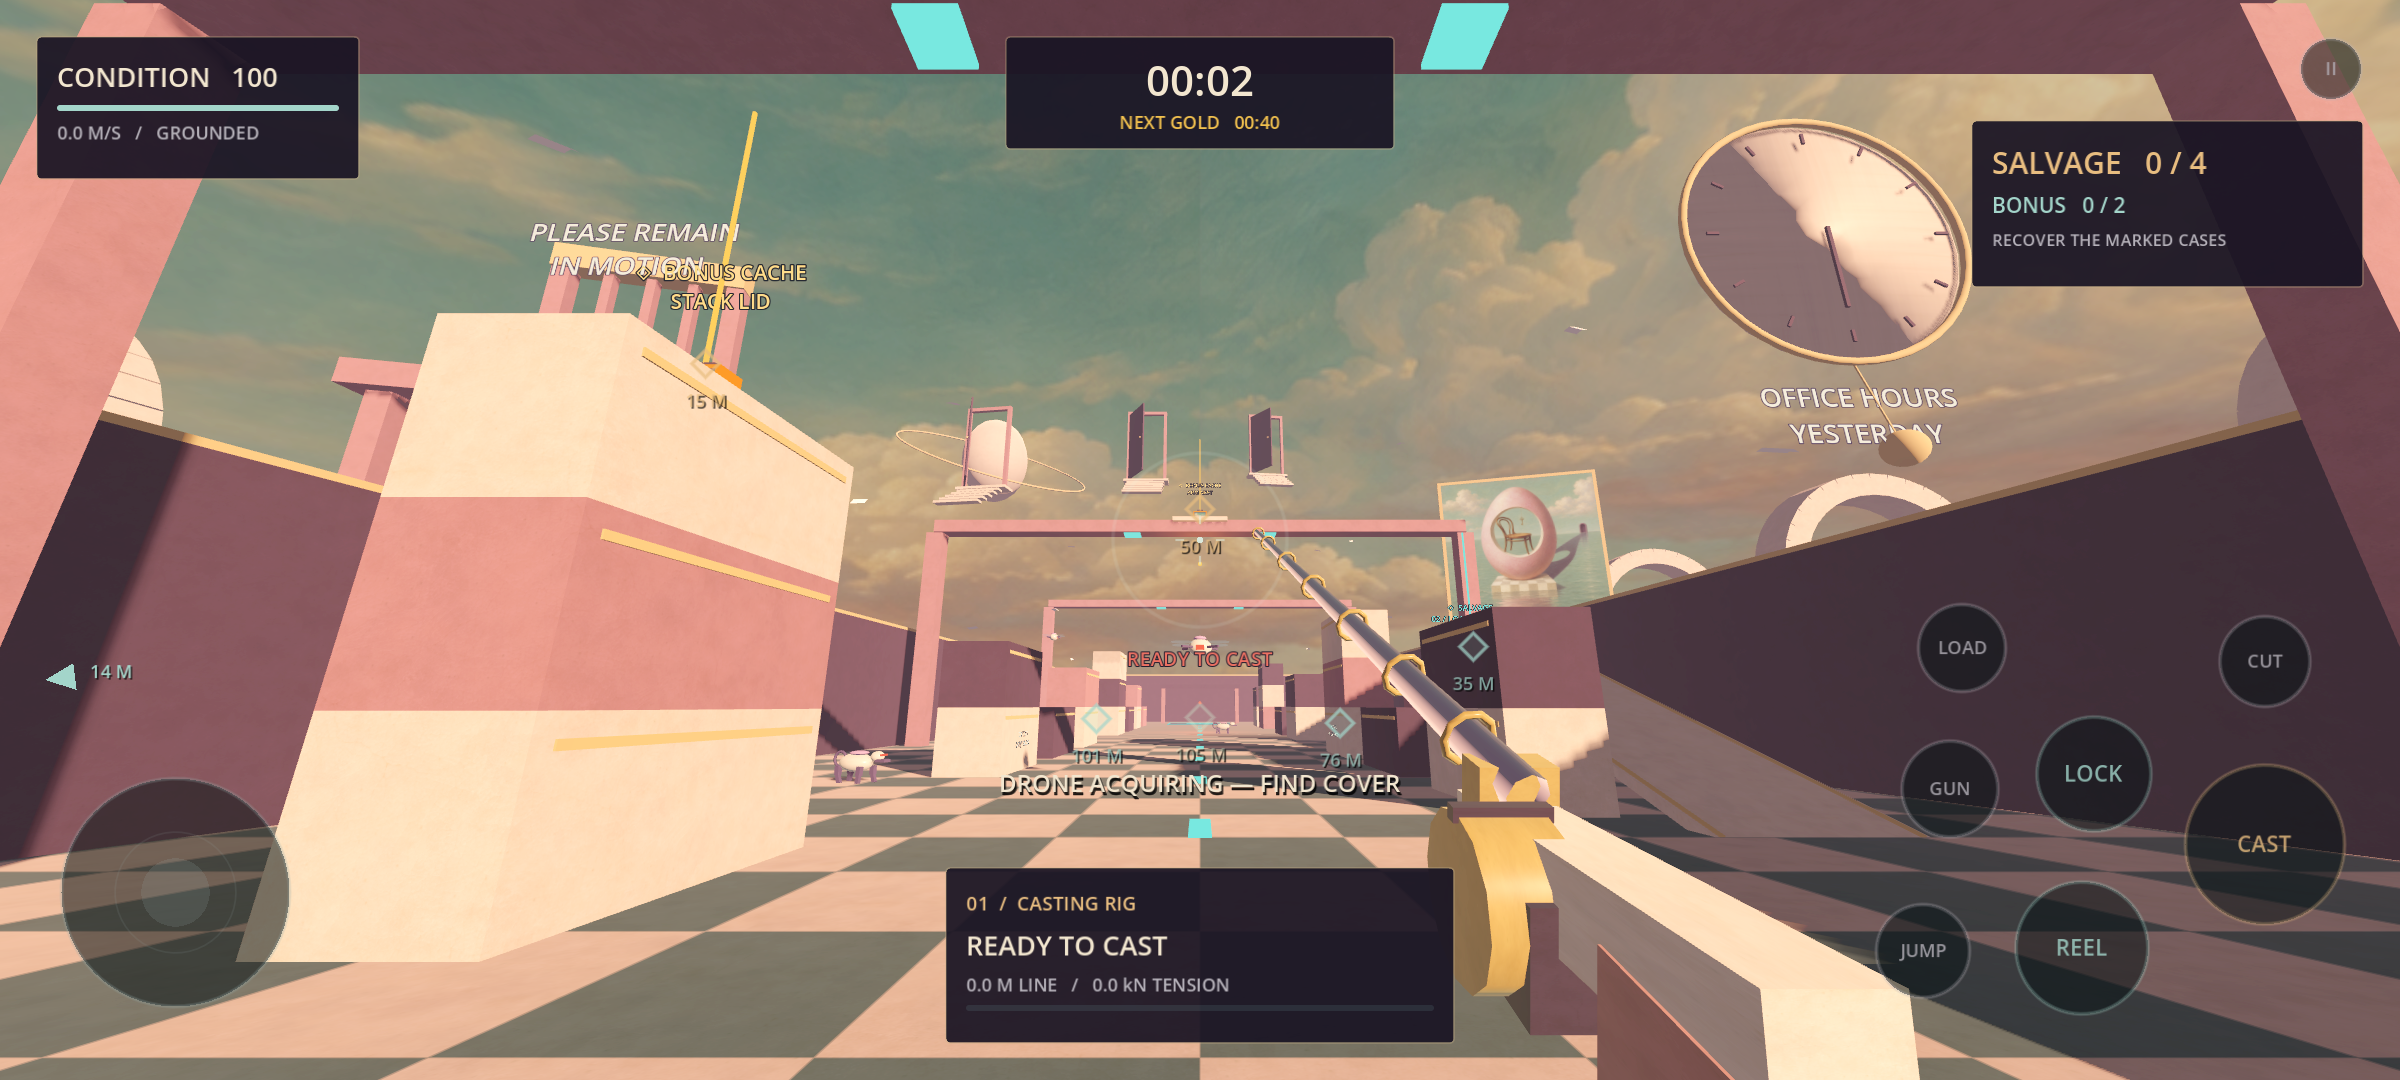 CONDITION 100
0.0 M/S / GROUNDED
00:02
NEXT GOLD 00:40
SALVAGE 0 / 4
BONUS 0 / 2
RECOVER THE MARKED CASES
PLEASE REMAIN
IN MOTION
BONUS CACHE
STACK LID
15 M
OFFICE HOURS
YESTERDAY
50 M
READY TO CAST
14 M
35 M
101 M
105 M
76 M
DRONE ACQUIRING — FIND COVER
LOAD
CUT
GUN
LOCK
CAST
JUMP
REEL
01 / CASTING RIG
READY TO CAST
0.0 M LINE / 0.0 kN TENSION